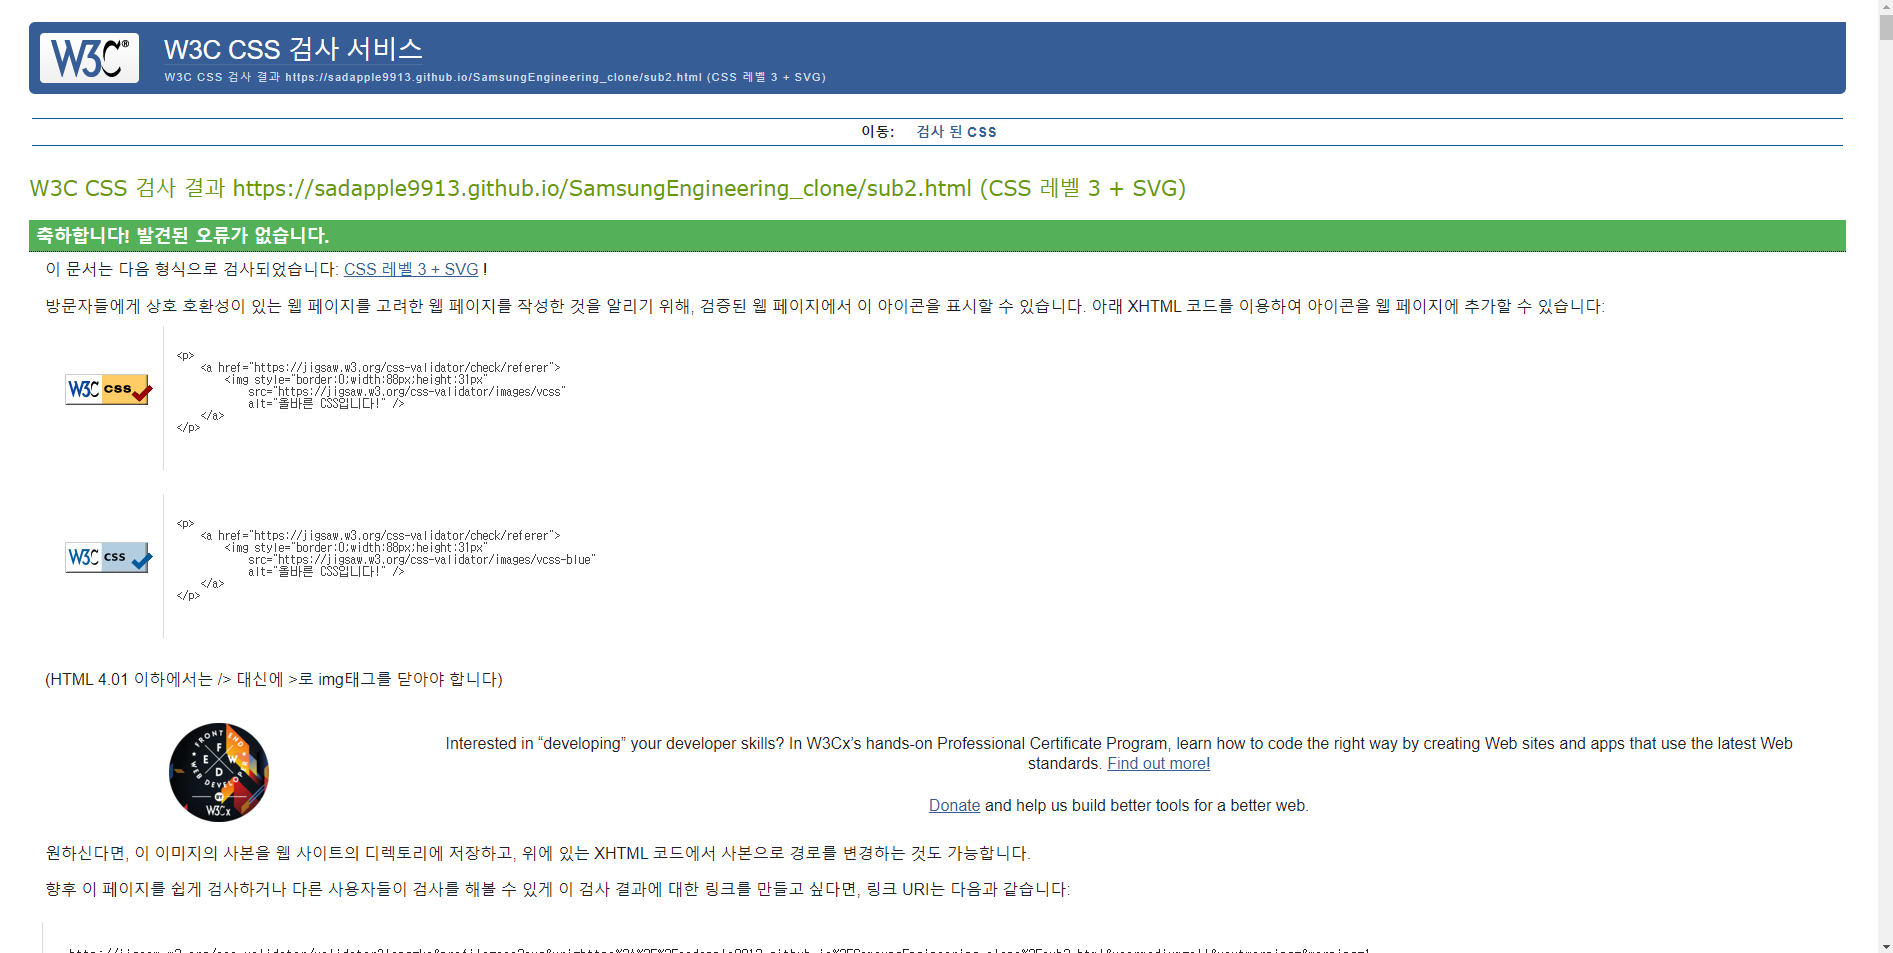 W3C®
W3C CSS 검사 서비스
W3C CSS 검사 결과 https://sadapple9913.github.io/SamsungEngineering_clone/sub2.html (CSS 레벨 3 + SVG)
이동: 검사 된 CSS
W3C CSS 검사 결과 https://sadapple9913.github.io/SamsungEngineering_clone/sub2.html (CSS 레벨 3 + SVG)
축하합니다! 발견된 오류가 없습니다.
이 문서는 다음 형식으로 검사되었습니다: CSS 레벨 3 + SVG !
방문자들에게 상호 호환성이 있는 웹 페이지를 고려한 웹 페이지를 작성한 것을 알리기 위해, 검증된 웹 페이지에서 이 아이콘을 표시할 수 있습니다. 아래 XHTML 코드를 이용하여 아이콘을 웹 페이지에 추가할 수 있습니다:
W3C css
<p>
<a href="https://jigsaw.w3.org/css-validator/check/referer">
<img style="border:0;width:88px;height:31px"
src="https://jigsaw.w3.org/css-validator/images/vcss"
alt="올바른 CSS입니다!" />
</a>
</p>
W3C css
<p>
<a href="https://jigsaw.w3.org/css-validator/check/referer">
<img style="border:0;width:88px;height:31px"
src="https://jigsaw.w3.org/css-validator/images/vcss-blue"
alt="올바른 CSS입니다!" />
</a>
</p>
(HTML 4.01 이하에서는 /> 대신에 >로 img태그를 닫아야 합니다)
FRONT END
WEB DEVELOPER
F E W D
BY
W3Cx
Interested in “developing” your developer skills? In W3Cx’s hands-on Professional Certificate Program, learn how to code the right way by creating Web sites and apps that use the latest Web
standards. Find out more!
Donate and help us build better tools for a better web.
원하신다면, 이 이미지의 사본을 웹 사이트의 디렉토리에 저장하고, 위에 있는 XHTML 코드에서 사본으로 경로를 변경하는 것도 가능합니다.
향후 이 페이지를 쉽게 검사하거나 다른 사용자들이 검사를 해볼 수 있게 이 검사 결과에 대한 링크를 만들고 싶다면, 링크 URI는 다음과 같습니다: